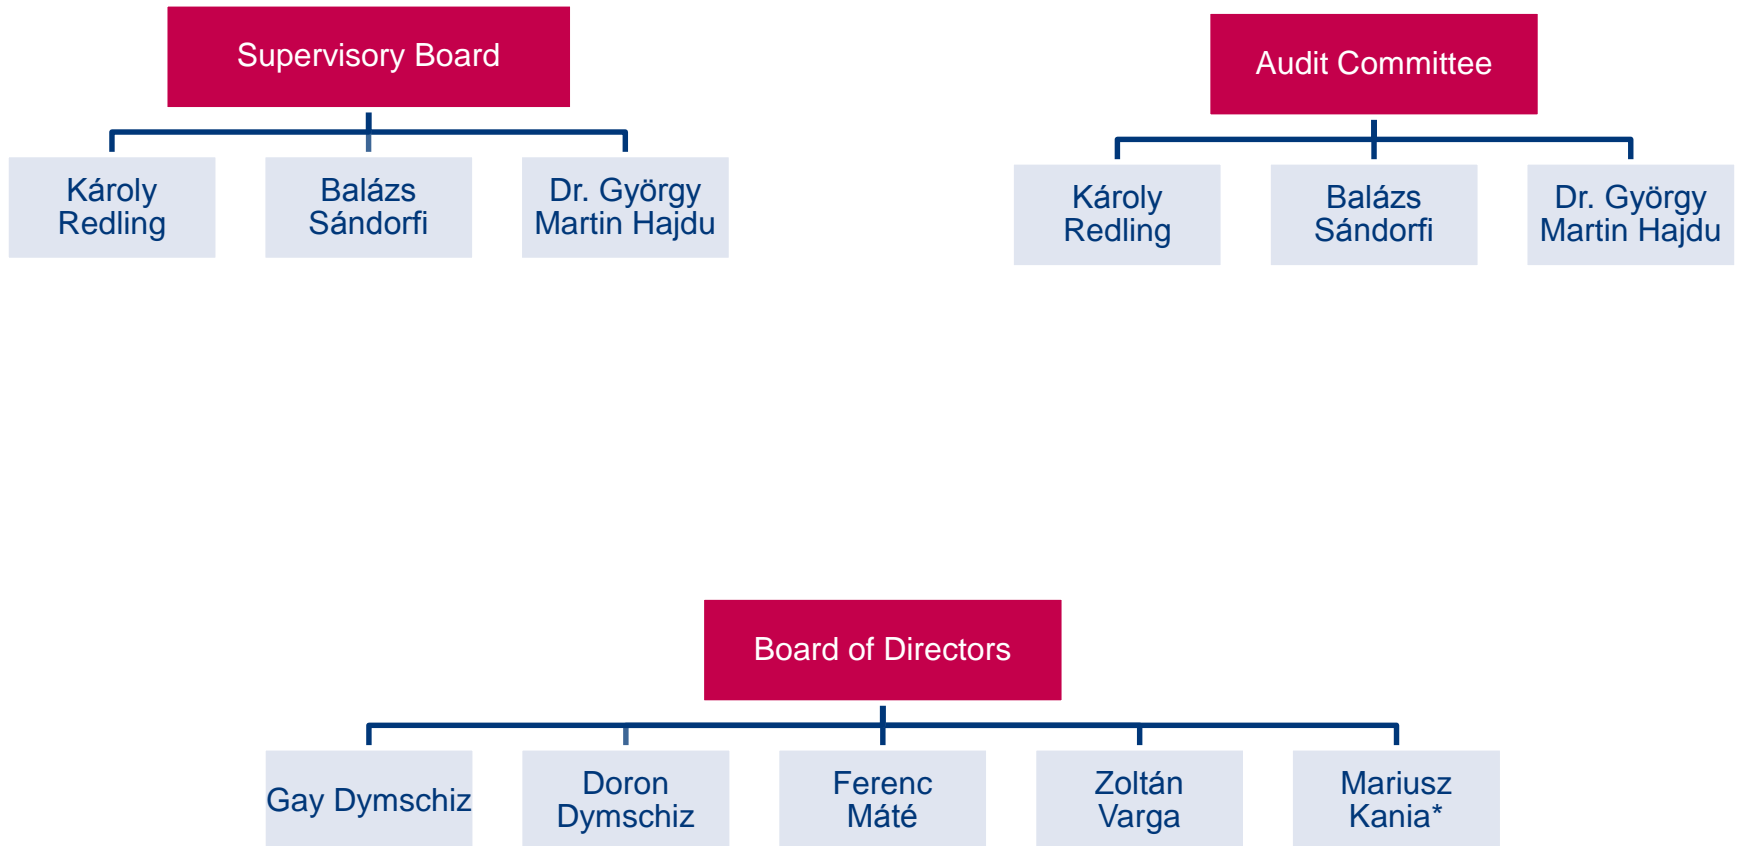 Supervisory Board
Károly
Redling
Balázs
Sándorfi
Dr. György
Martin Hajdu
Audit Committee
Károly
Redling
Balázs
Sándorfi
Dr. György
Martin Hajdu
Board of Directors
Gay Dymschiz
Doron
Dymschiz
Ferenc
Máté
Zoltán
Varga
Mariusz
Kania*